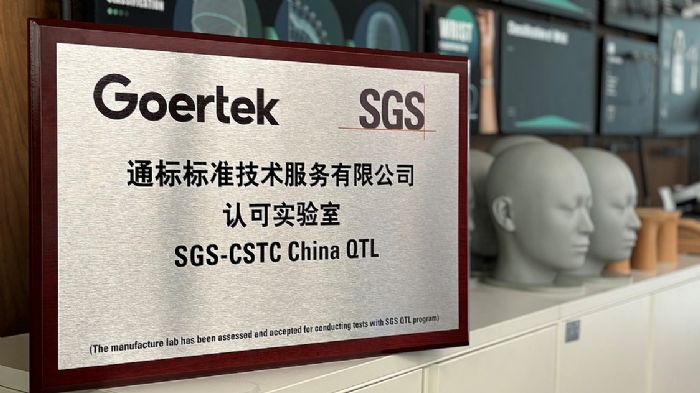 Goertek SGS
通标标准技术服务有限公司
认可实验室
SGS-CSTC China QTL
(The manufacture lab has been assessed and accepted for conducting tests with SGS QTL program)
CLASSIFICATION
WRIST